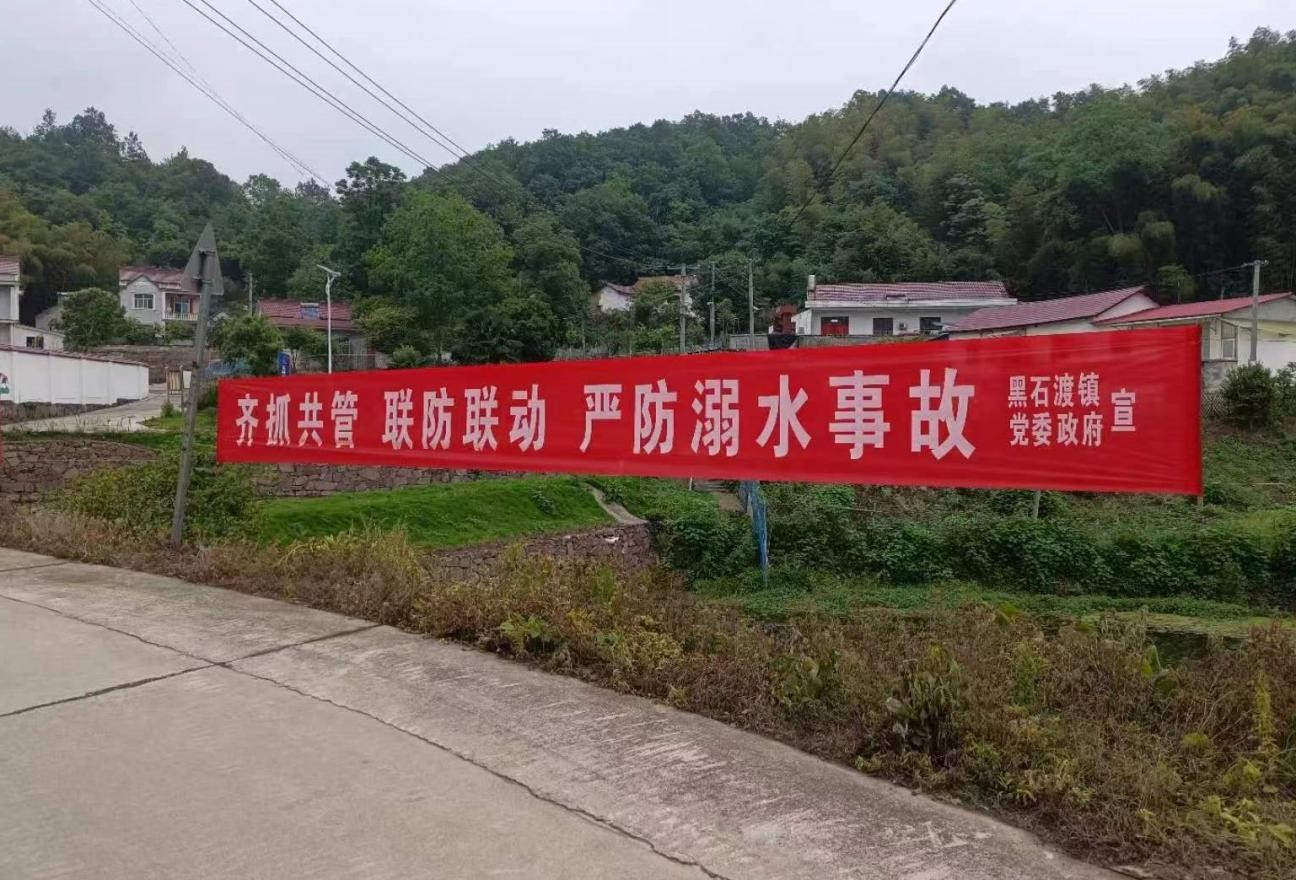 齐抓共管 联防联动 严防溺水事故
黑石渡镇
党委政府
宣